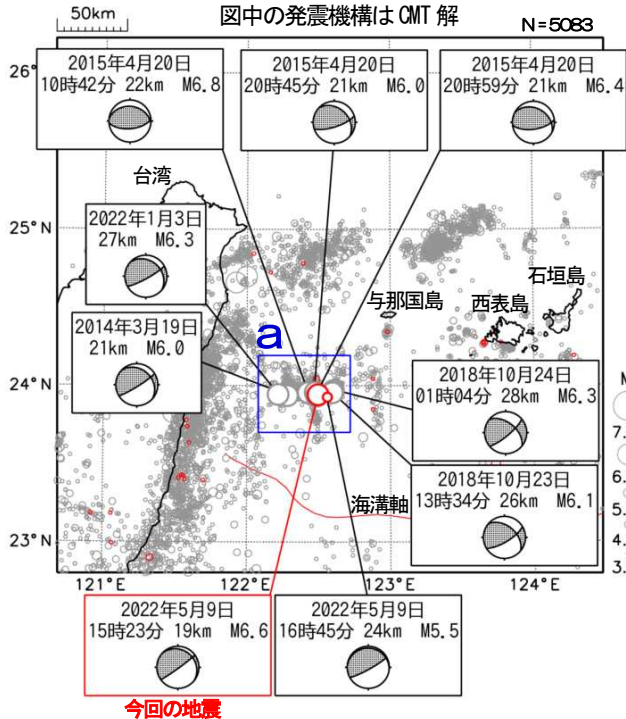 50km
図中の発震機構は CMT 解
N=5083
26°
2015年4月20日
10時42分 22km M6.8
2015年4月20日
20時45分 21km M6.0
2015年4月20日
20時59分 21km M6.4
台湾
25°N
2022年1月3日
27km M6.3
与那国島
西表島
石垣島
2014年3月19日
21km M6.0
a
24°N
2018年10月24日
01時04分 28km M6.3
2018年10月23日
13時34分 26km M6.1
海溝軸
23°N
M
7.
6.
5.
4.
3.
121°E
122°E
123°E
124°E
2022年5月9日
15時23分 19km M6.6
2022年5月9日
16時45分 24km M5.5
今回の地震